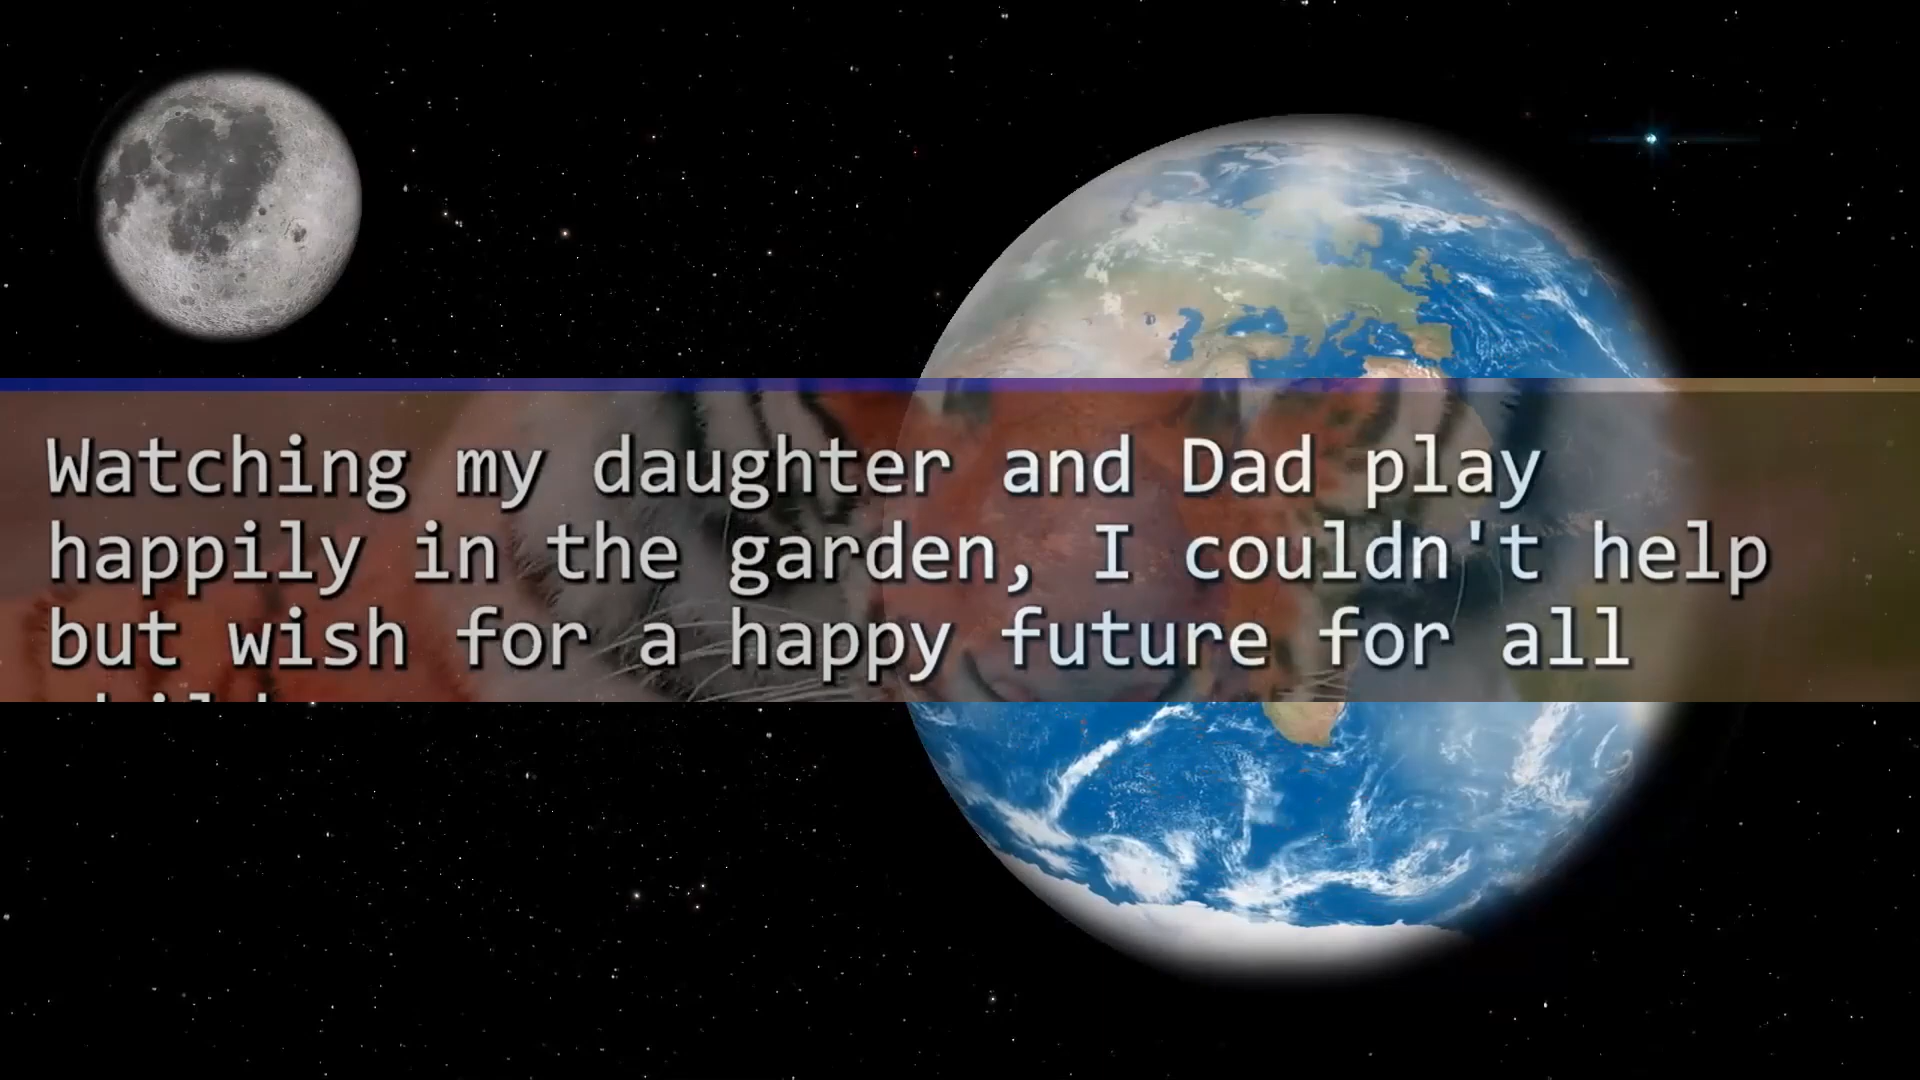 Watching my daughter and Dad play
happily in the garden, I couldn't help
but wish for a happy future for all